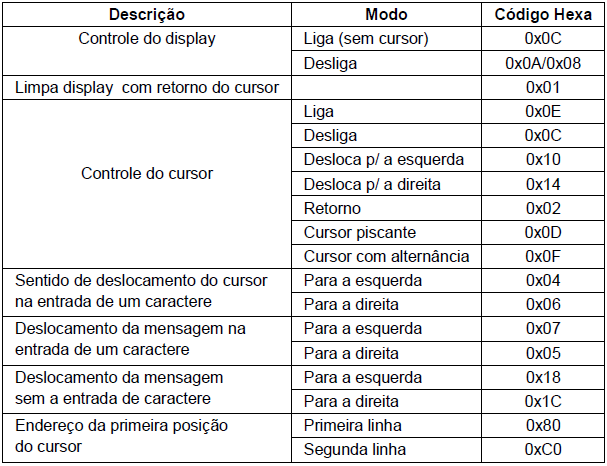 Descrição Modo Código Hexa
Controle do display Liga (sem cursor) 0x0C
Desliga 0x0A/0x08
Limpa display com retorno do cursor 0x01
Controle do cursor
Liga 0x0E
Desliga 0x0C
Desloca p/ a esquerda 0x10
Desloca p/ a direita 0x14
Retorno 0x02
Cursor piscante 0x0D
Cursor com alternância 0x0F
Sentido de deslocamento do cursor Para a esquerda 0x04
na entrada de um caractere Para a direita 0x06
Deslocamento da mensagem na Para a esquerda 0x07
entrada de um caractere Para a direita 0x05
Deslocamento da mensagem Para a esquerda 0x18
sem a entrada de caractere Para a direita 0x1C
Endereço da primeira posição Primeira linha 0x80
do cursor Segunda linha 0xC0